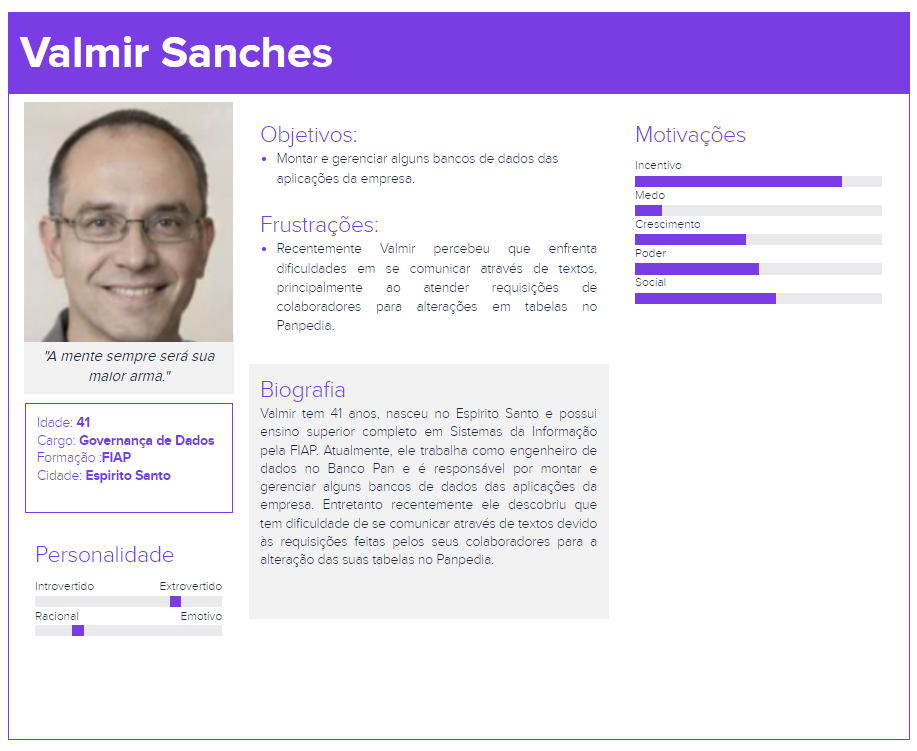 Valmir Sanches
"A mente sempre será sua
maior arma."
Idade: 41
Cargo: Governança de Dados
Formação :FIAP
Cidade: Espirito Santo
Personalidade
Introvertido Extrovertido
Racional Emotivo
Objetivos:
• Montar e gerenciar alguns bancos de dados das
aplicações da empresa.
Frustrações:
• Recentemente Valmir percebeu que enfrenta
dificuldades em se comunicar através de textos,
principalmente ao atender requisições de
colaboradores para alterações em tabelas no
Panpedia.
Biografia
Valmir tem 41 anos, nasceu no Espirito Santo e possui
ensino superior completo em Sistemas da Informação
pela FIAP. Atualmente, ele trabalha como engenheiro de
dados no Banco Pan e é responsável por montar e
gerenciar alguns bancos de dados das aplicações da
empresa. Entretanto recentemente ele descobriu que
tem dificuldade de se comunicar através de textos devido
às requisições feitas pelos seus colaboradores para a
alteração das suas tabelas no Panpedia.
Motivações
Incentivo
Medo
Crescimento
Poder
Social